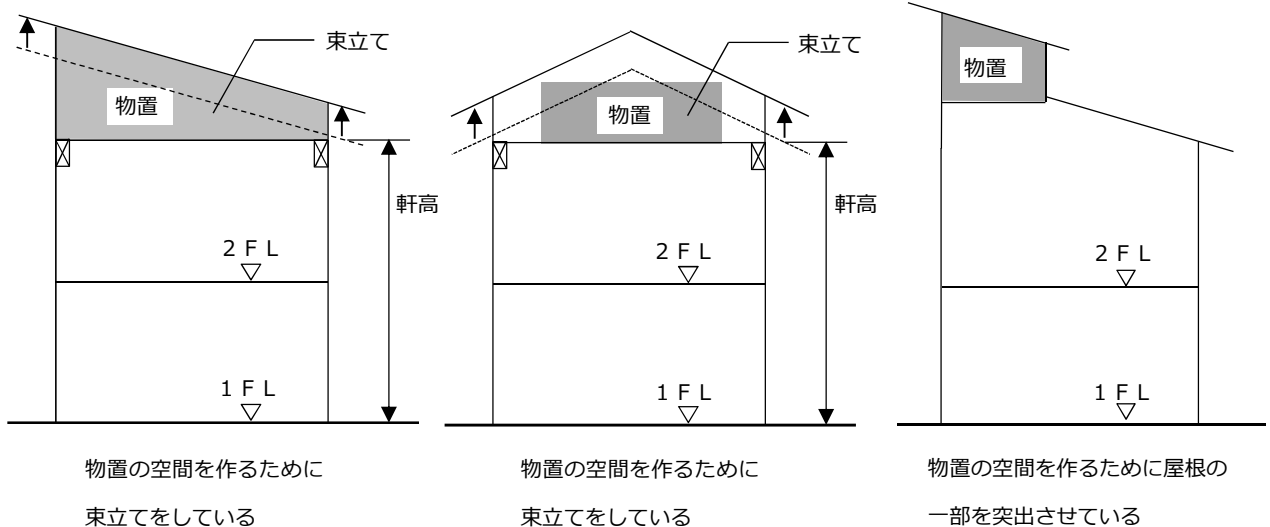 束立て
物置
軒高
2FL
1FL
物置の空間を作るために
束立てをしている
束立て
物置
軒高
2FL
1FL
物置の空間を作るために
束立てをしている
物置
2FL
1FL
物置の空間を作るために屋根の
一部を突出させている